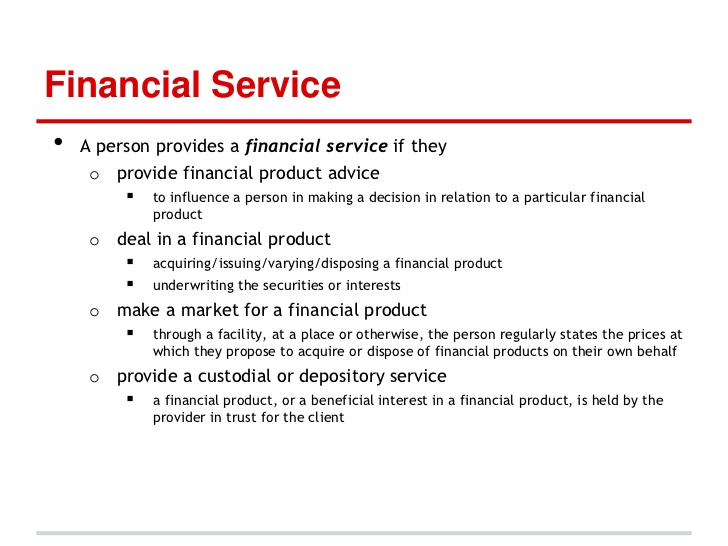 Financial Service
• A person provides a financial service if they
o provide financial product advice
▪ to influence a person in making a decision in relation to a particular financial
product
o deal in a financial product
▪ acquiring/issuing/varying/disposing a financial product
▪ underwriting the securities or interests
o make a market for a financial product
▪ through a facility, at a place or otherwise, the person regularly states the prices at
which they propose to acquire or dispose of financial products on their own behalf
o provide a custodial or depository service
▪ a financial product, or a beneficial interest in a financial product, is held by the
provider in trust for the client